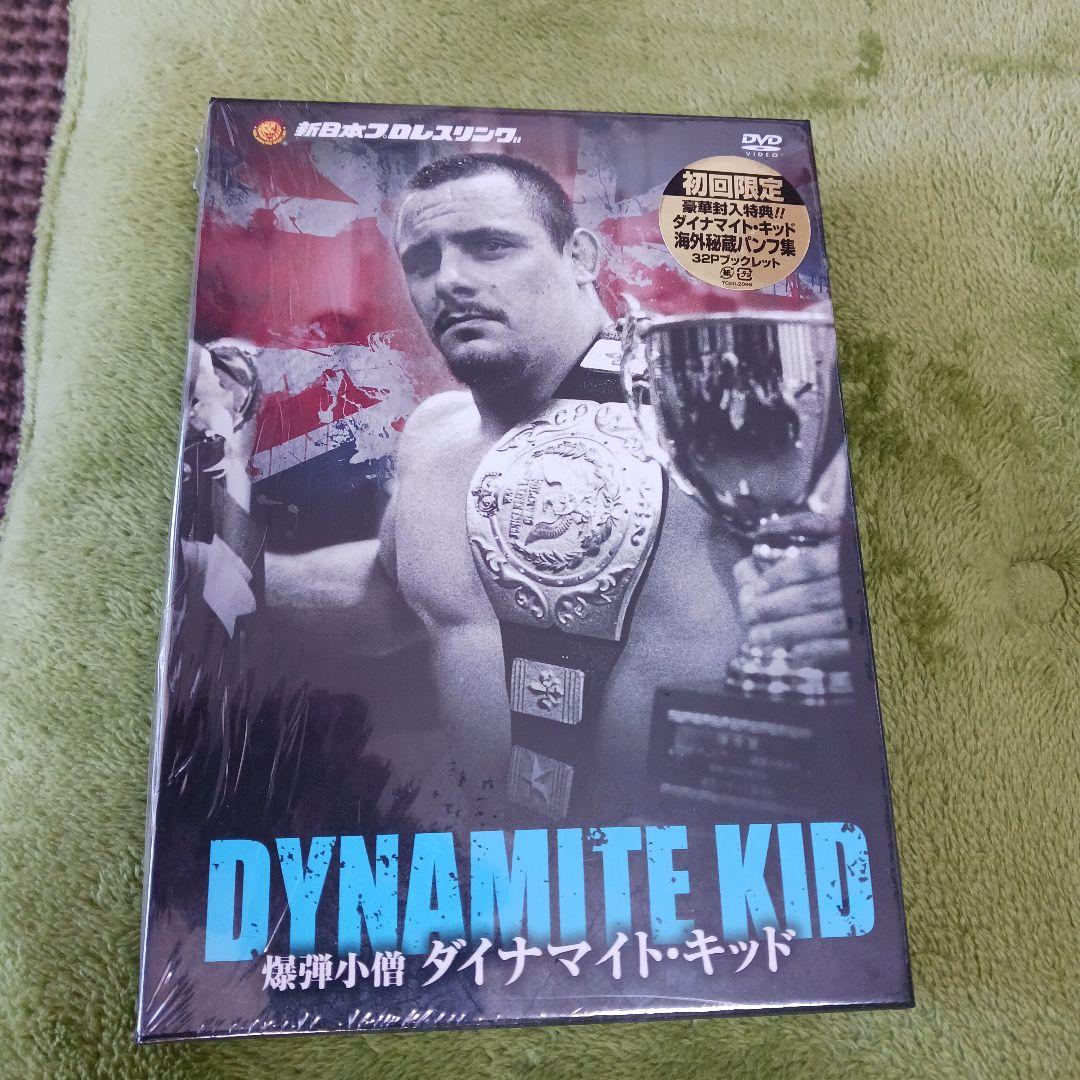 新日本プロレスリング
DVD
VIDEO
初回限定
豪華封入特典!!
ダイナマイト・キッド
海外秘蔵パンフ集
32Pブックレット
DYNAMITE KID
爆弾小僧 ダイナマイト・キッド